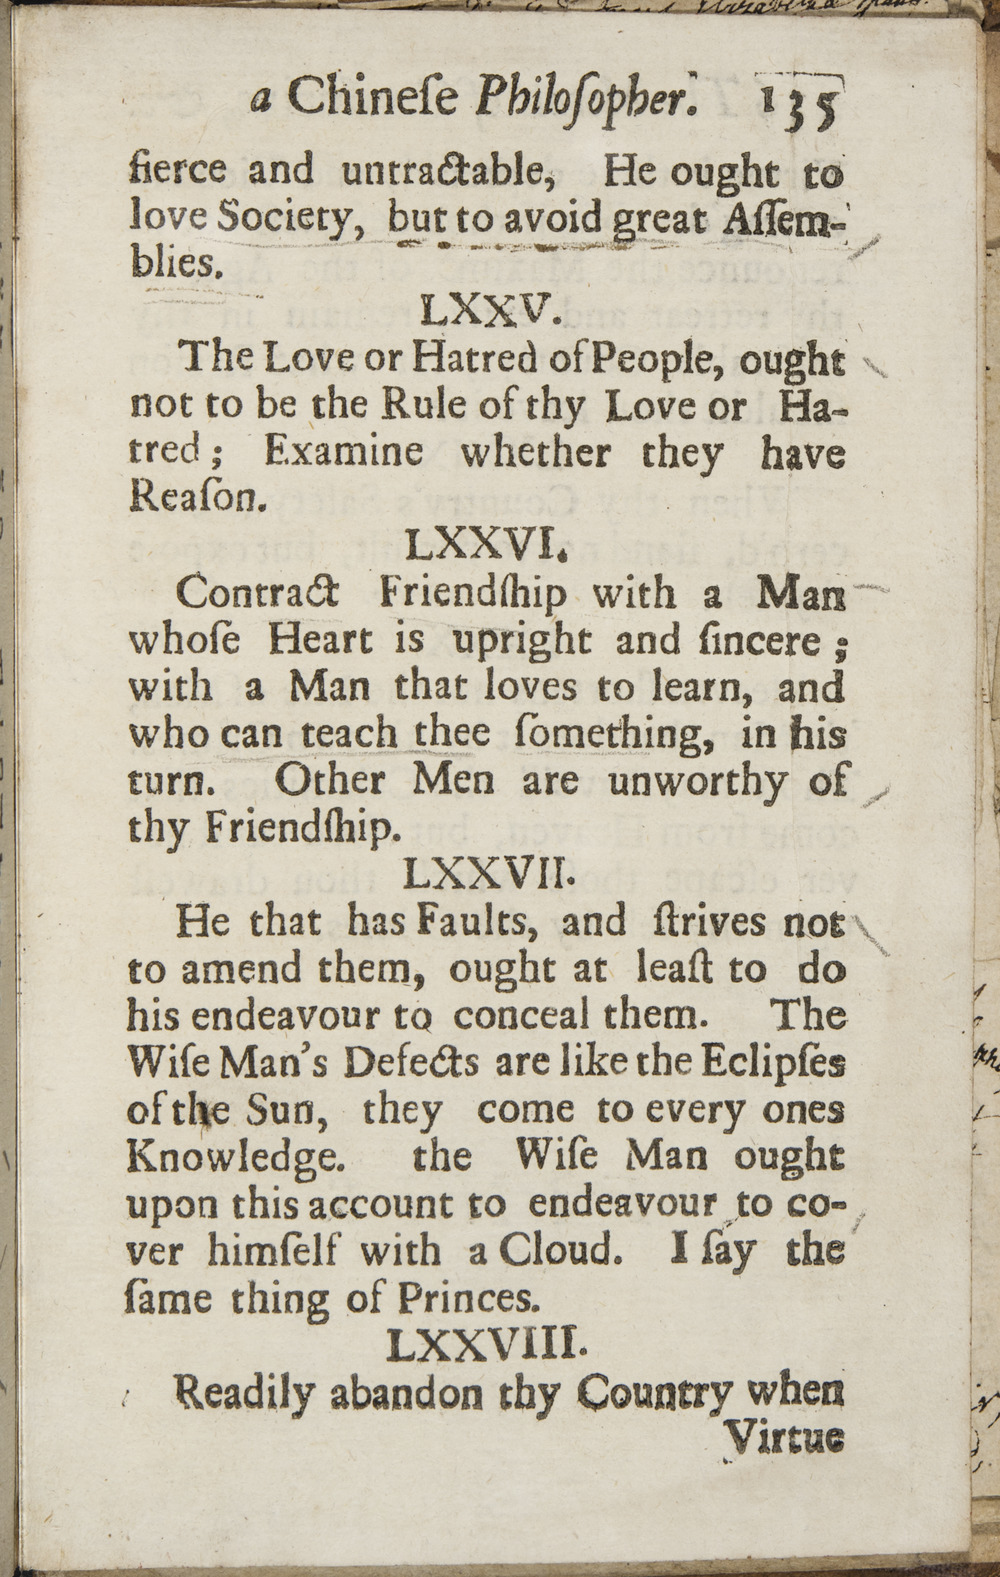 a Chineſe Philoſopher. 135
fierce and untractable, He ought to
love Society, but to avoid great Aſſem-
blies.
LXXV.
The Love or Hatred of People, ought
not to be the Rule of thy Love or Ha-
tred; Examine whether they have
Reaſon.
LXXVI.
Contract Friendſhip with a Man
whoſe Heart is upright and ſincere;
with a Man that loves to learn, and
who can teach thee ſomething, in his
turn. Other Men are unworthy of
thy Friendſhip.
LXXVII.
He that has Faults, and ſtrives not
to amend them, ought at leaſt to do
his endeavour to conceal them. The
Wiſe Man's Defects are like the Eclipſes
of the Sun, they come to every ones
Knowledge. the Wiſe Man ought
upon this account to endeavour to co-
ver himſelf with a Cloud. I ſay the
ſame thing of Princes.
LXXVIII.
Readily abandon thy Country when
Virtue